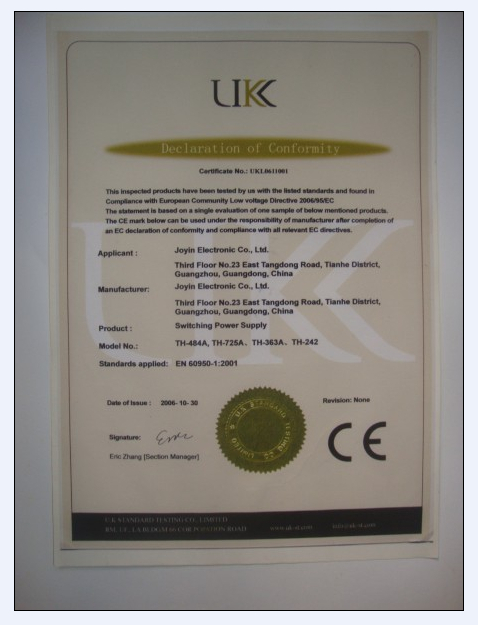 UKK
Declaration of Conformity
Certificate No.: UKL0611001
This inspected products have been tested by us with the listed standards and found in
Compliance with European Community Low voltage Directive 2006/95/EC
The statement is based on a single evaluation of one sample of below mentioned products.
The CE mark below can be used under the responsibility of manufacturer after completion of
an EC declaration of conformity and compliance with all relevant EC directives.
Applicant : Joyin Electronic Co., Ltd.
Third Floor No.23 East Tangdong Road, Tianhe District,
Guangzhou, Guangdong, China
Manufacturer: Joyin Electronic Co., Ltd.
Third Floor No.23 East Tangdong Road, Tianhe District,
Guangzhou, Guangdong, China
Product : Switching Power Supply
Model No.: TH-484A, TH-725A、TH-363A、TH-242
Standards applied: EN 60950-1:2001
Date of Issue : 2006- 10- 30
Revision: None
Signature: Eric
Eric Zhang [Section Manager]
CE
U.K STANDARD TESTING CO., LIMITED
CORPORATION ROAD